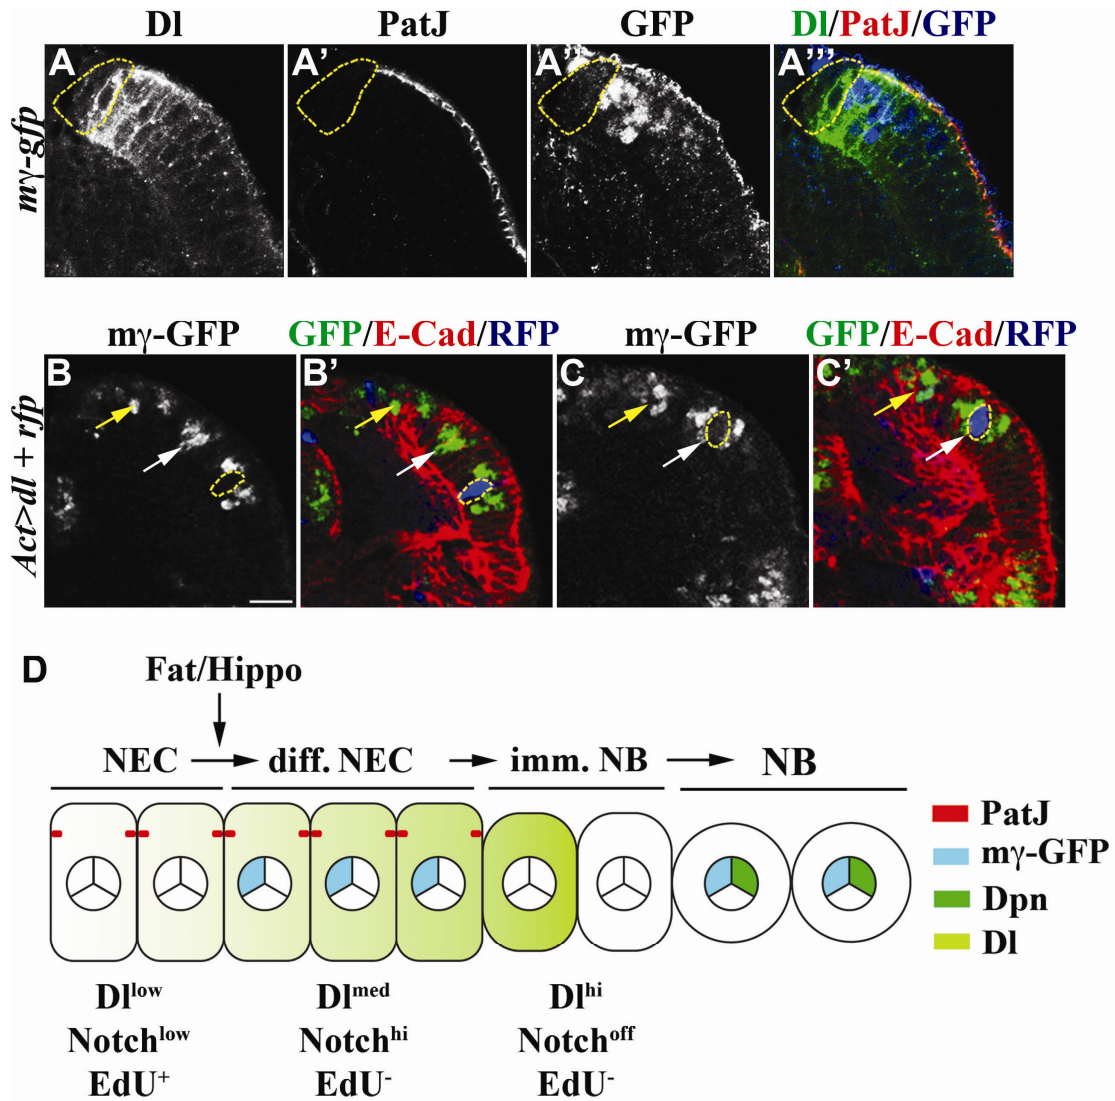 Dl PatJ GFP Dl/PatJ/GFP
A A’ A’’ A’’’
mγ-gfp
mγ-GFP GFP/E-Cad/RFP mγ-GFP GFP/E-Cad/RFP
B B’ C C’
Act>dl + rfp
D
Fat/Hippo
NEC diff. NEC imm. NB NB
PatJ
mγ-GFP
Dpn
Dl
Dl^low Dl^med Dl^hi
Notch^low Notch^hi Notch^off
EdU^+ EdU^- EdU^-